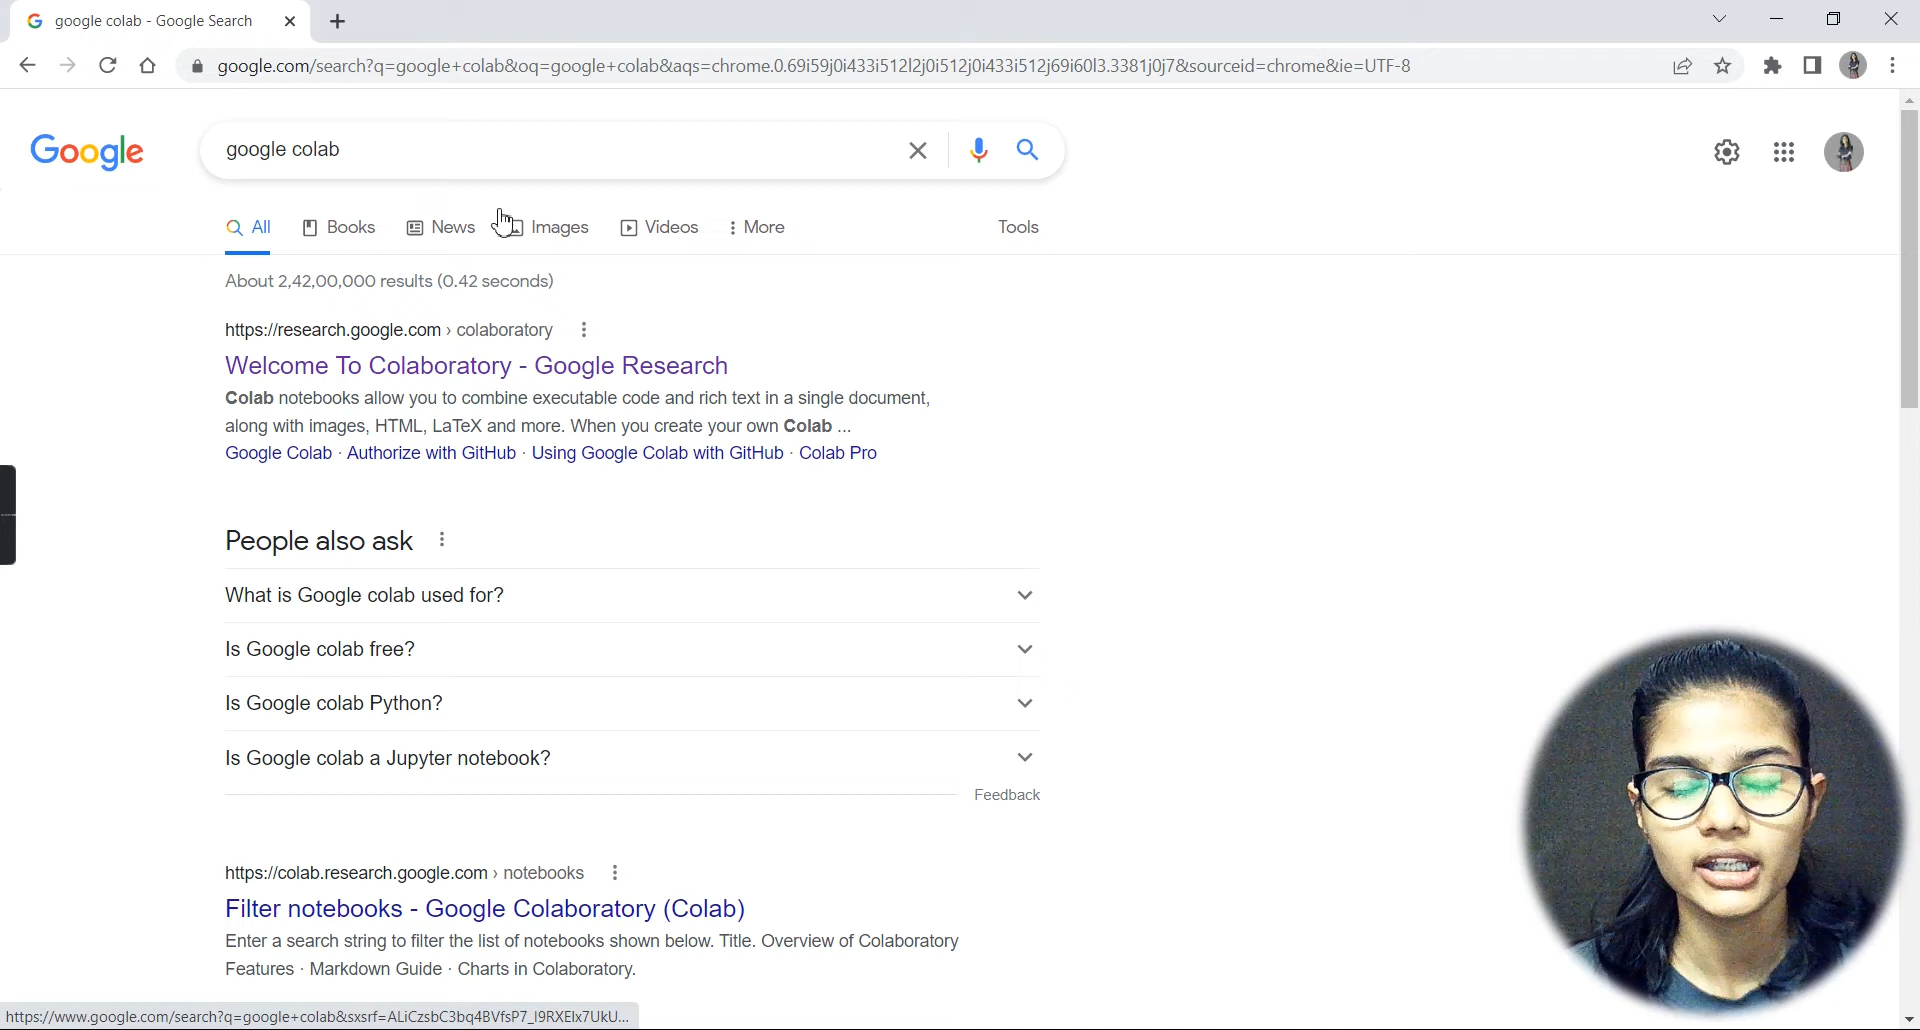 google colab - Google Search
google.com/search?q=google+colab&oq=google+colab&aqs=chrome.0.69i59j0i433i512l2j0i512j0i433i512j69i60l3.3381j0j7&sourceid=chrome&ie=UTF-8
Google
google colab
All Books News Images Videos More Tools
About 2,42,00,000 results (0.42 seconds)
https://research.google.com › colaboratory
Welcome To Colaboratory - Google Research
Colab notebooks allow you to combine executable code and rich text in a single document,
along with images, HTML, LaTeX and more. When you create your own Colab ...
Google Colab · Authorize with GitHub · Using Google Colab with GitHub · Colab Pro
People also ask
What is Google colab used for?
Is Google colab free?
Is Google colab Python?
Is Google colab a Jupyter notebook?
Feedback
https://colab.research.google.com › notebooks
Filter notebooks - Google Colaboratory (Colab)
Enter a search string to filter the list of notebooks shown below. Title. Overview of Colaboratory
Features · Markdown Guide · Charts in Colaboratory.
https://www.google.com/search?q=google+colab&sxsrf=ALiCzsbC3bq4BVfsP7_I9RXElx7UkU...